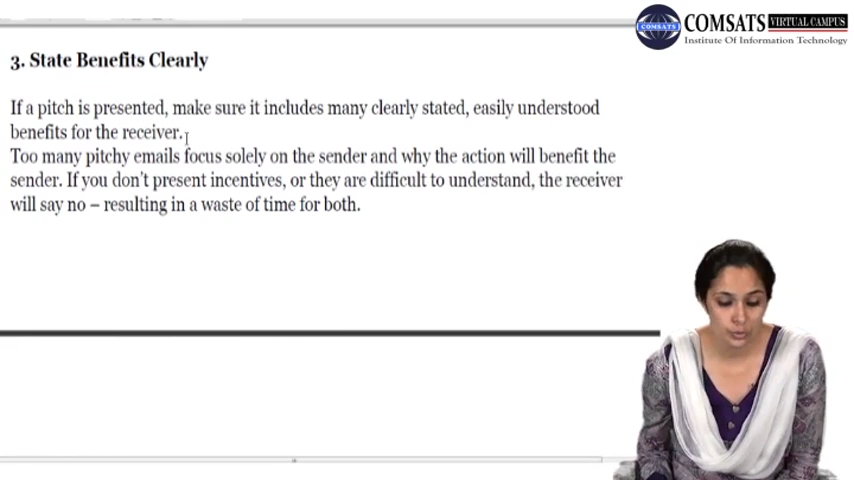 COMSATS VIRTUAL CAMPUS
COMSATS
Institute Of Information Technology
3. State Benefits Clearly
If a pitch is presented, make sure it includes many clearly stated, easily understood
benefits for the receiver.
Too many pitchy emails focus solely on the sender and why the action will benefit the
sender. If you don't present incentives, or they are difficult to understand, the receiver
will say no – resulting in a waste of time for both.